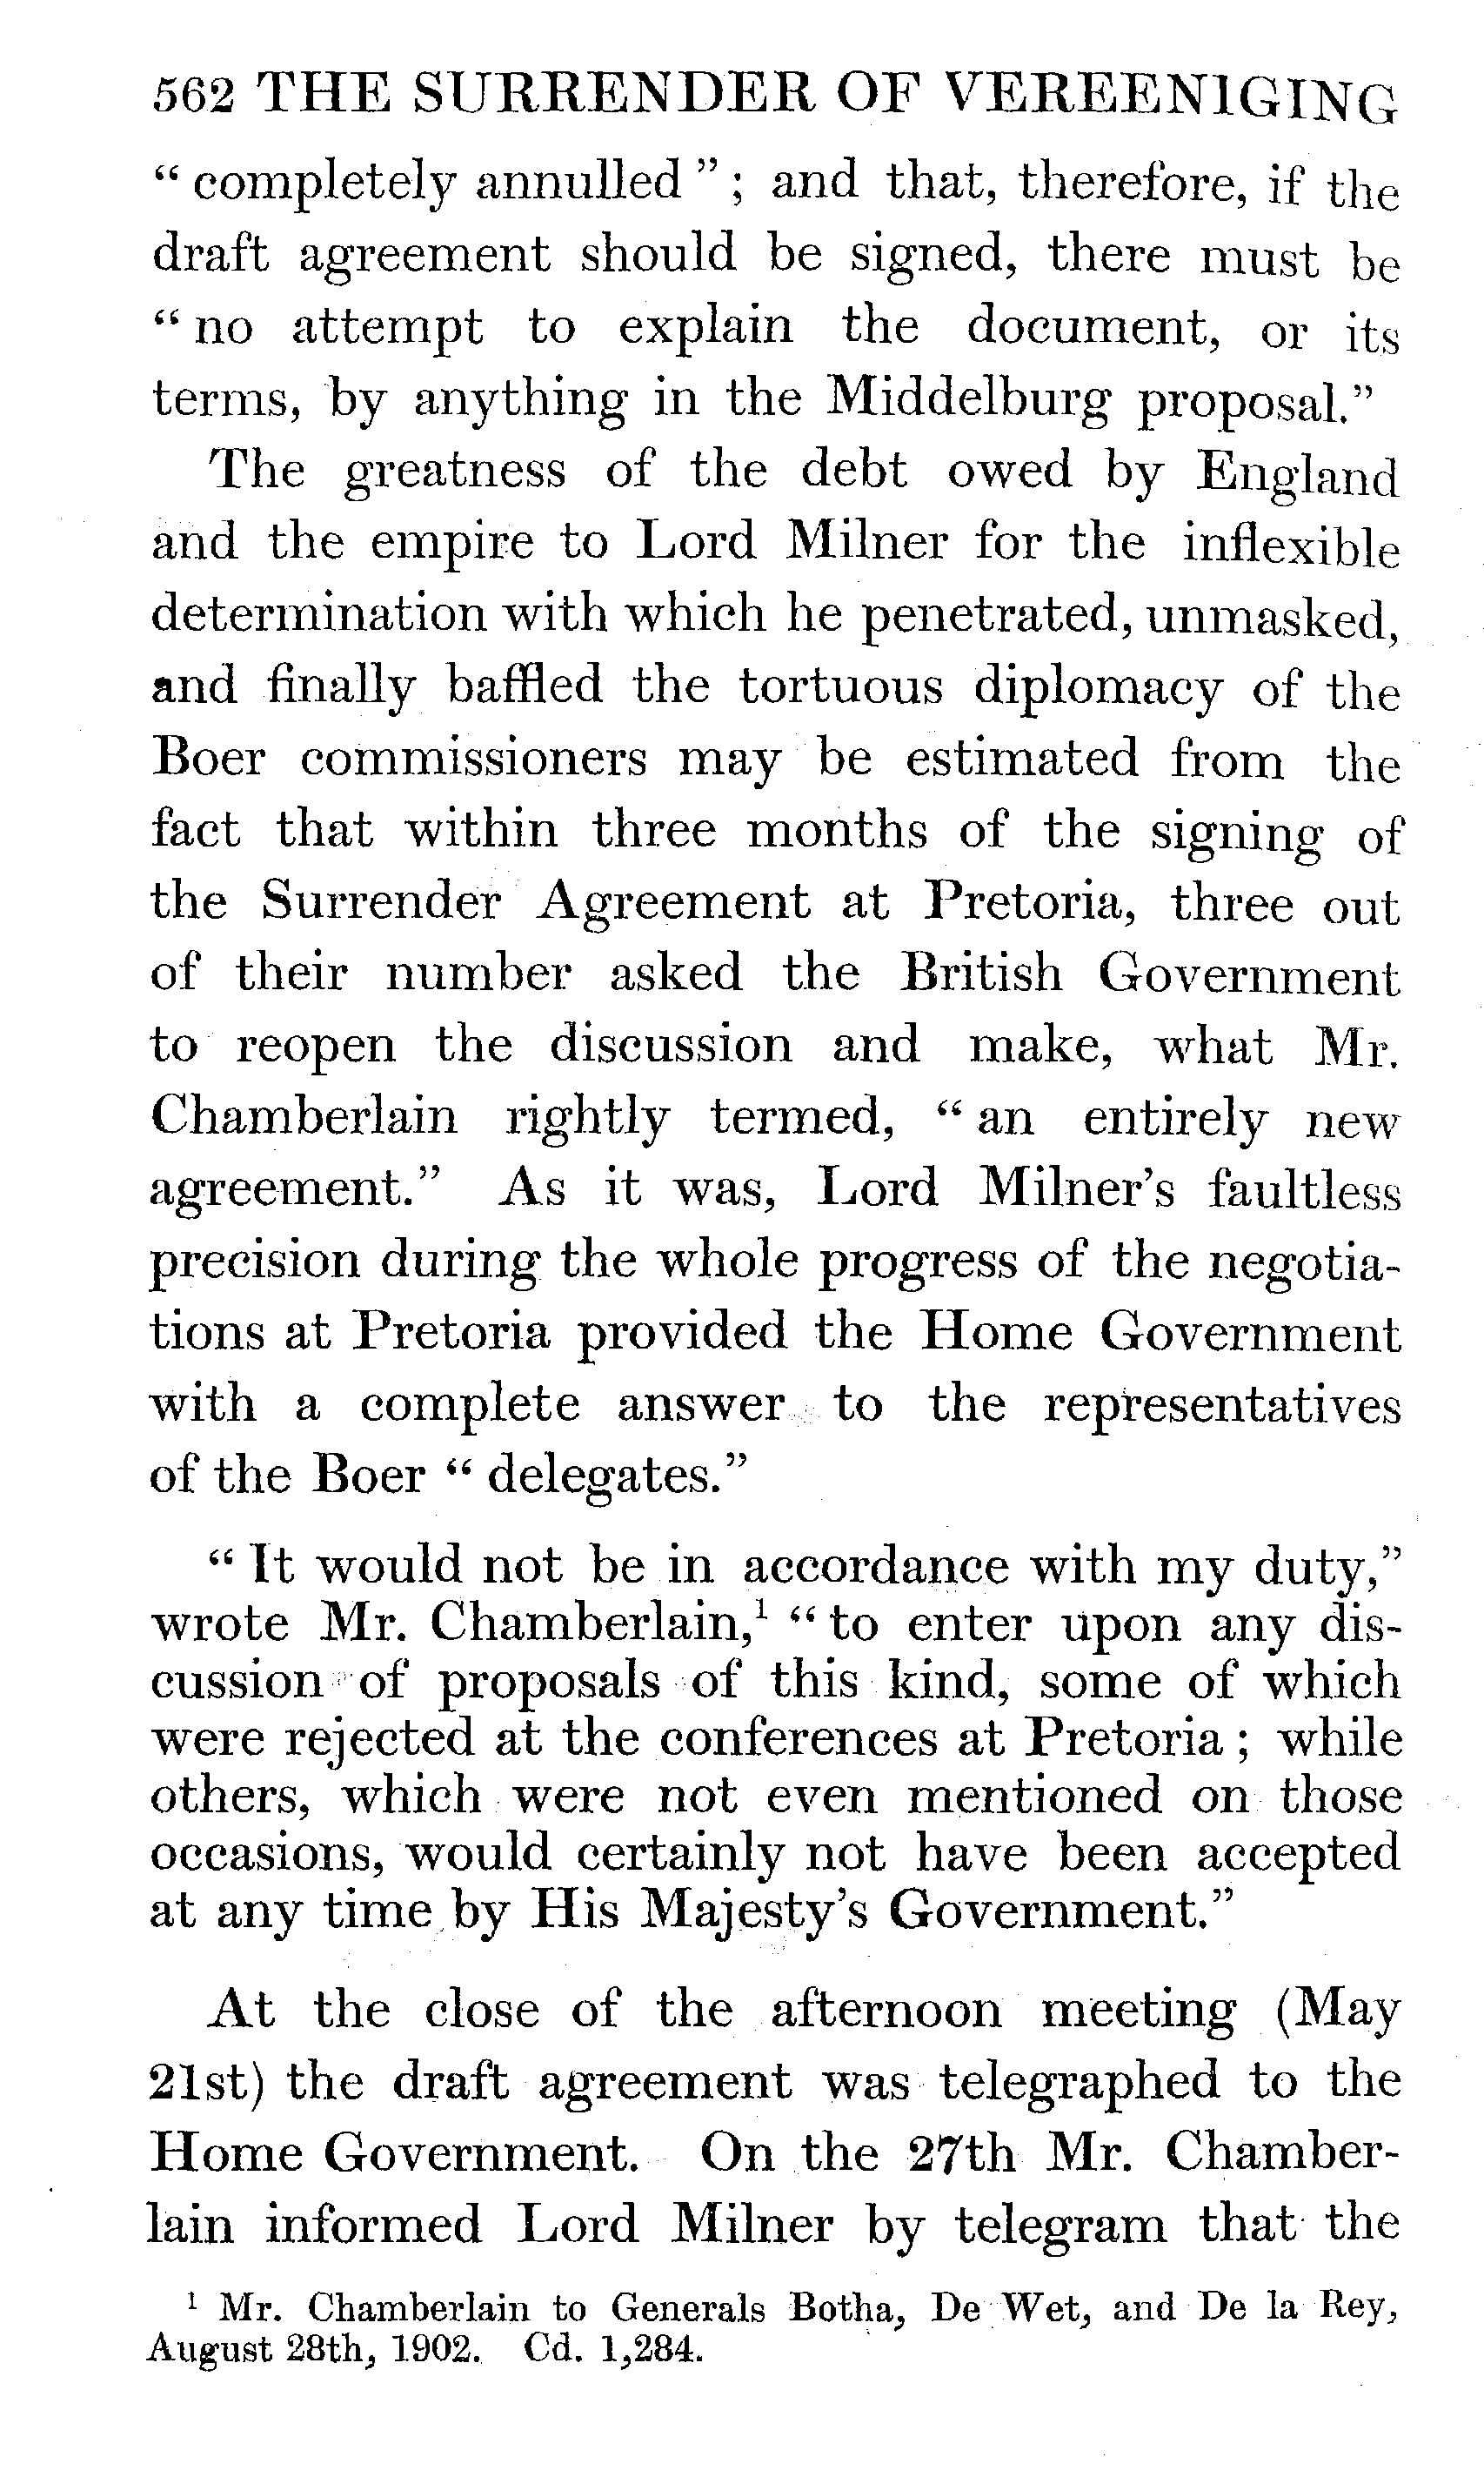 562 THE SURRENDER OF VEREENIGING
“ completely annulled ” ; and that, therefore, if the
draft agreement should be signed, there must be
“ no attempt to explain the document, or its
terms, by anything in the Middelburg proposal.”
The greatness of the debt owed by England
and the empire to Lord Milner for the inflexible
determination with which he penetrated, unmasked,
and finally baffled the tortuous diplomacy of the
Boer commissioners may be estimated from the
fact that within three months of the signing of
the Surrender Agreement at Pretoria, three out
of their number asked the British Government
to reopen the discussion and make, what Mr.
Chamberlain rightly termed, “ an entirely new
agreement.” As it was, Lord Milner’s faultless
precision during the whole progress of the negotia-
tions at Pretoria provided the Home Government
with a complete answer to the representatives
of the Boer “ delegates.”
“ It would not be in accordance with my duty,”
wrote Mr. Chamberlain,¹ “ to enter upon any dis-
cussion of proposals of this kind, some of which
were rejected at the conferences at Pretoria ; while
others, which were not even mentioned on those
occasions, would certainly not have been accepted
at any time by His Majesty’s Government.”
At the close of the afternoon meeting (May
21st) the draft agreement was telegraphed to the
Home Government. On the 27th Mr. Chamber-
lain informed Lord Milner by telegram that the
¹ Mr. Chamberlain to Generals Botha, De Wet, and De la Rey,
August 28th, 1902. Cd. 1,284.